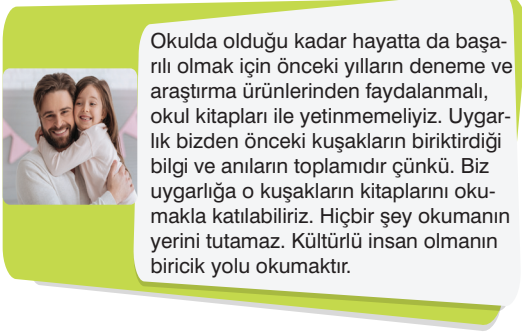 Okulda olduğu kadar hayatta da başa-
rılı olmak için önceki yılların deneme ve
araştırma ürünlerinden faydalanmalı,
okul kitapları ile yetinmemeliyiz. Uygar-
lık bizden önceki kuşakların biriktirdiği
bilgi ve anıların toplamıdır çünkü. Biz
uygarlığa o kuşakların kitaplarını oku-
makla katılabiliriz. Hiçbir şey okumanın
yerini tutamaz. Kültürlü insan olmanın
biricik yolu okumaktır.